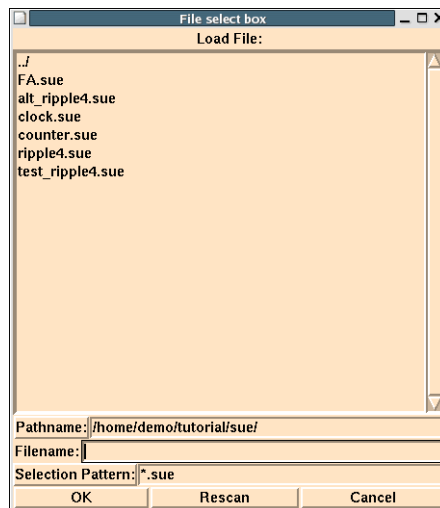 File select box
Load File:
../
FA.sue
alt_ripple4.sue
clock.sue
counter.sue
ripple4.sue
test_ripple4.sue
Pathname: /home/demo/tutorial/sue/
Filename:
Selection Pattern: *.sue
OK Rescan Cancel